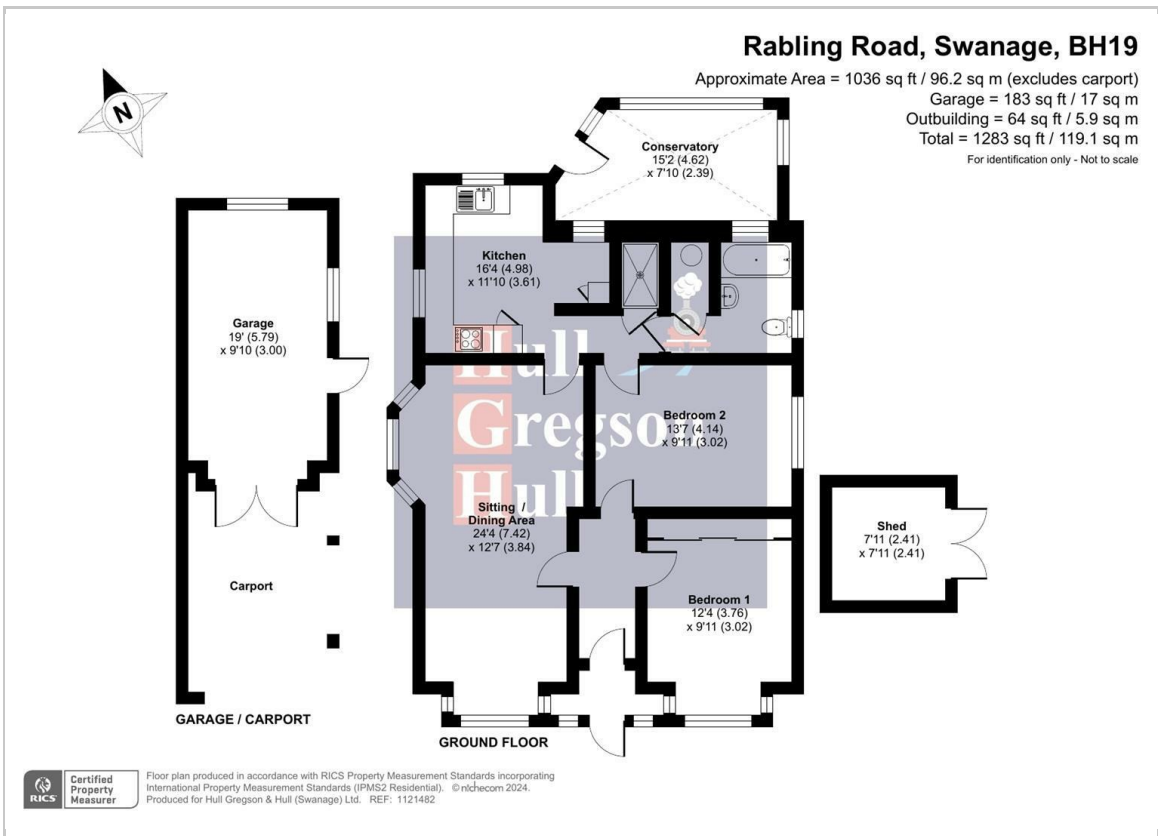 Rabling Road, Swanage, BH19
Approximate Area = 1036 sq ft / 96.2 sq m (excludes carport)
Garage = 183 sq ft / 17 sq m
Outbuilding = 64 sq ft / 5.9 sq m
Total = 1283 sq ft / 119.1 sq m
For identification only - Not to scale
N
Conservatory
15'2 (4.62)
x 7'10 (2.39)
Kitchen
16'4 (4.98)
x 11'10 (3.61)
Garage
19' (5.79)
x 9'10 (3.00)
Hull
Gregson
Hull
Bedroom 2
13'7 (4.14)
x 9'11 (3.02)
Sitting /
Dining Area
24'4 (7.42)
x 12'7 (3.84)
Shed
7'11 (2.41)
x 7'11 (2.41)
Carport
Bedroom 1
12'4 (3.76)
x 9'11 (3.02)
GARAGE / CARPORT
GROUND FLOOR
RICS
Certified
Property
Measurer
Floor plan produced in accordance with RICS Property Measurement Standards incorporating
International Property Measurement Standards (IPMS2 Residential). © nichecom 2024.
Produced for Hull Gregson & Hull (Swanage) Ltd. REF: 1121482